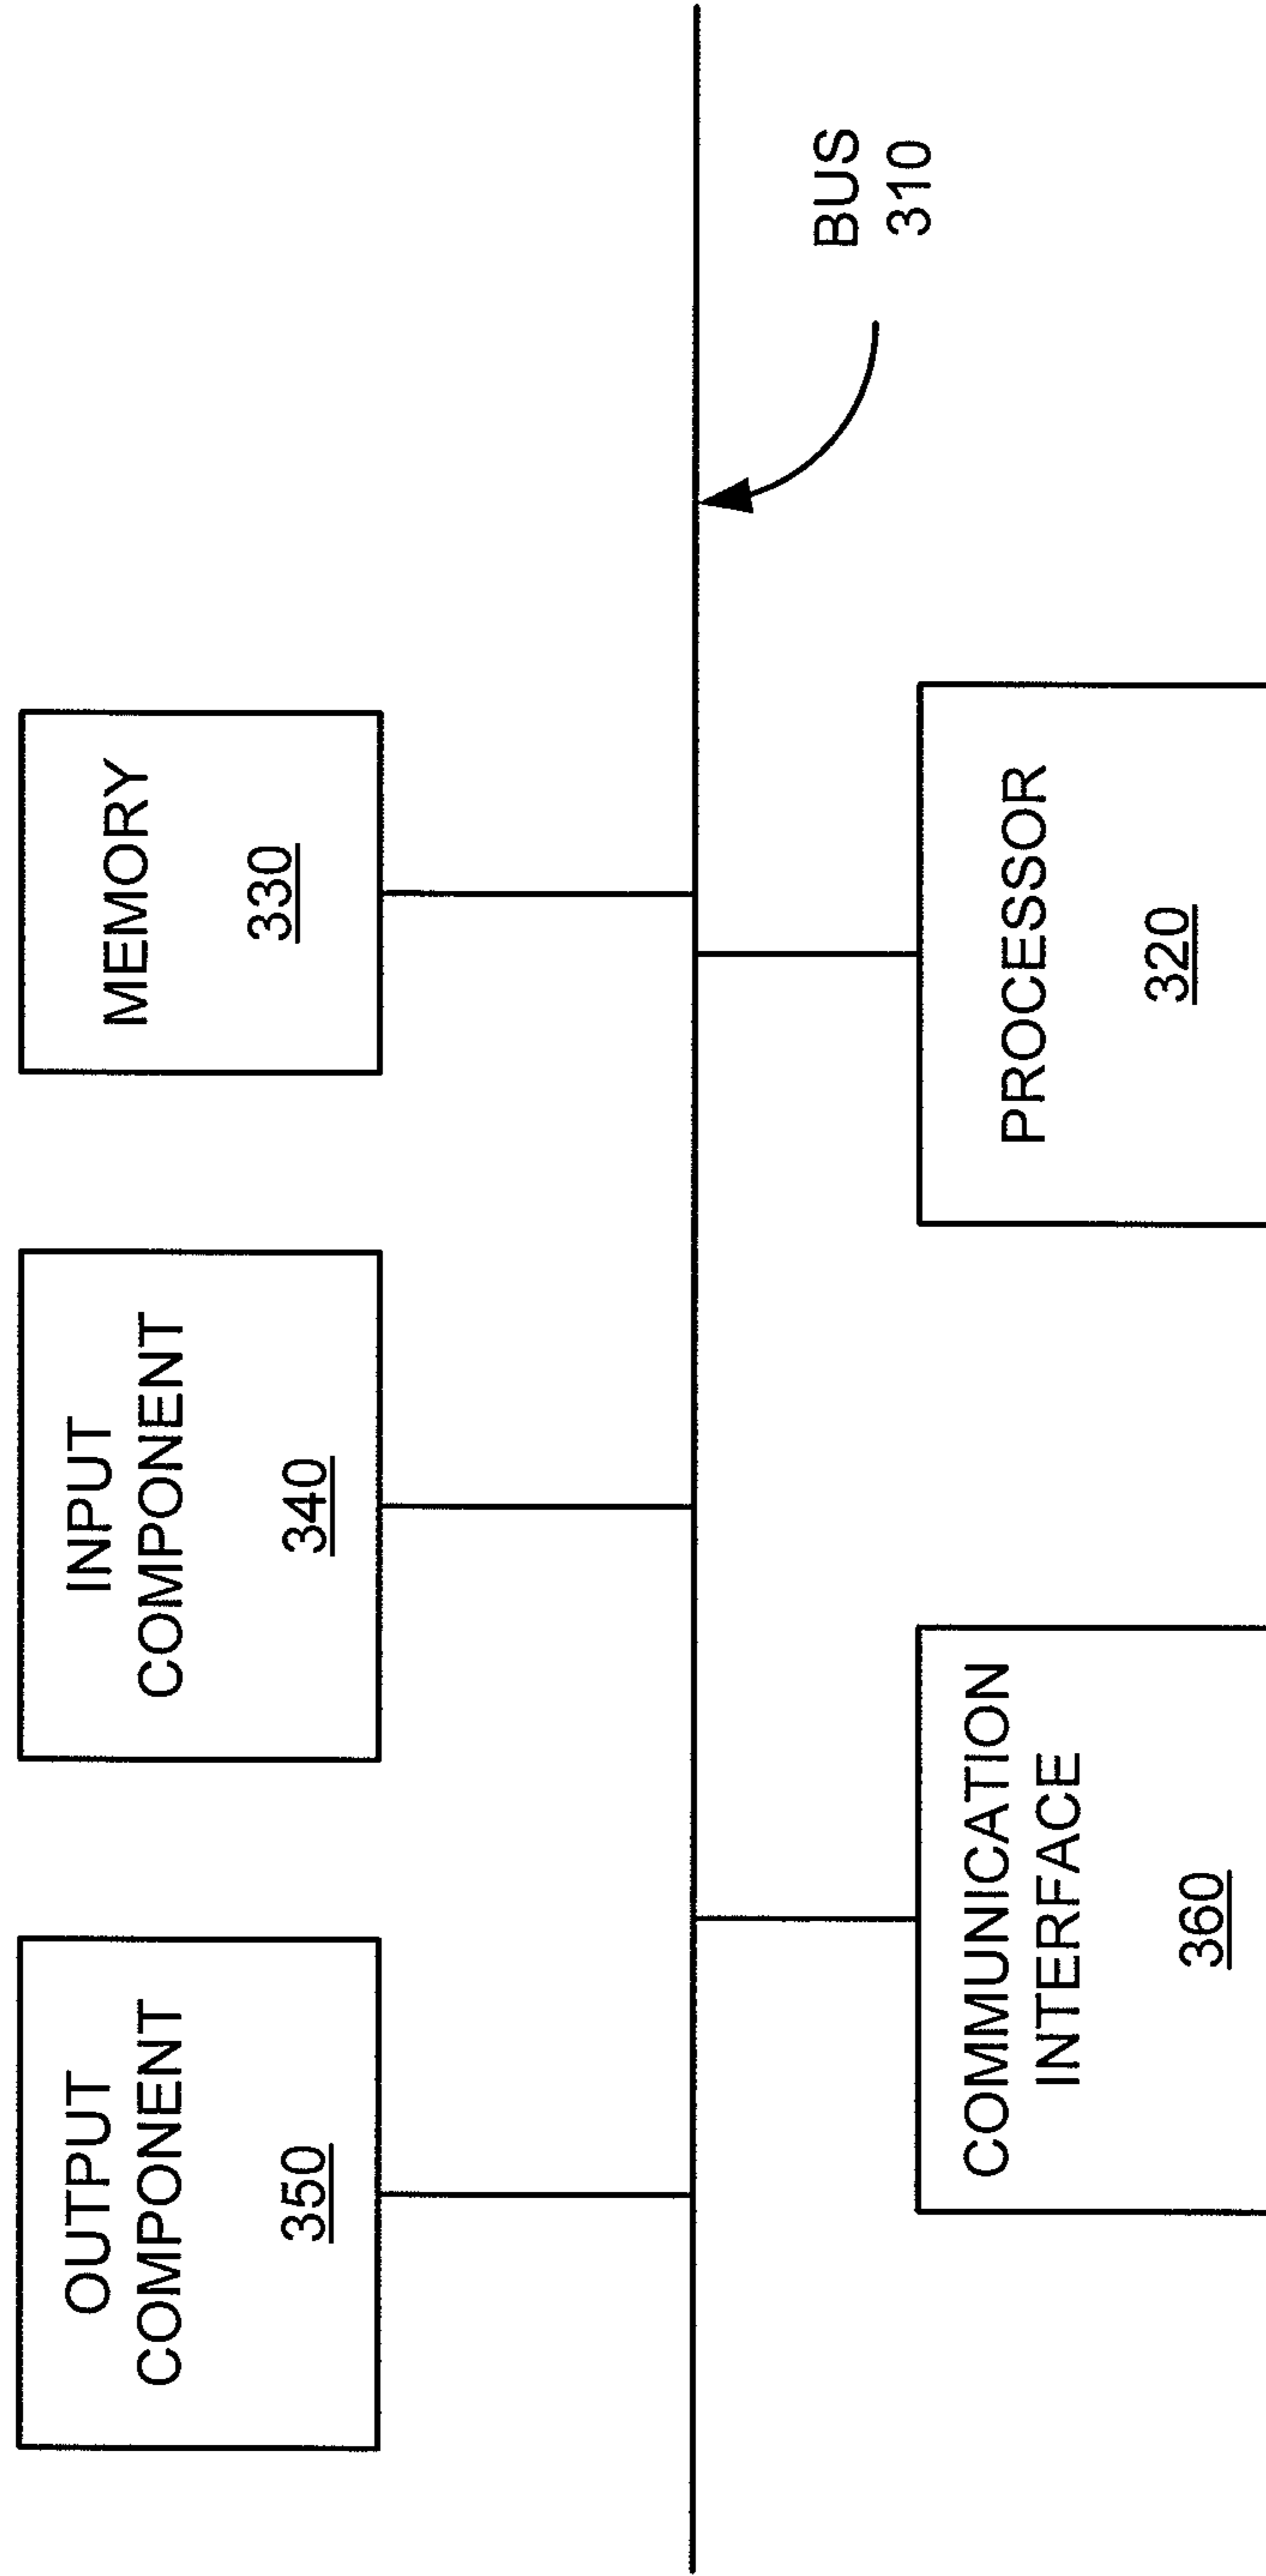 OUTPUT
COMPONENT
350
INPUT
COMPONENT
340
MEMORY
330
COMMUNICATION
INTERFACE
360
PROCESSOR
320
BUS
310